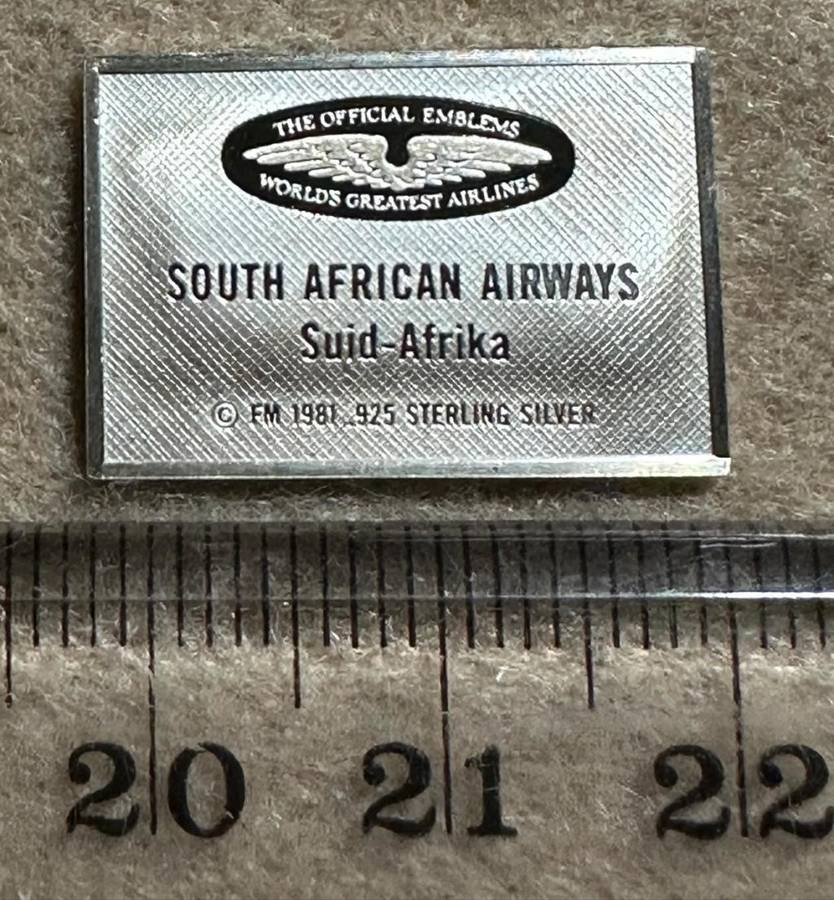 THE OFFICIAL EMBLEMS
WORLD'S GREATEST AIRLINES
SOUTH AFRICAN AIRWAYS
Suid-Afrika
© FM 1981 .925 STERLING SILVER
20 21 22